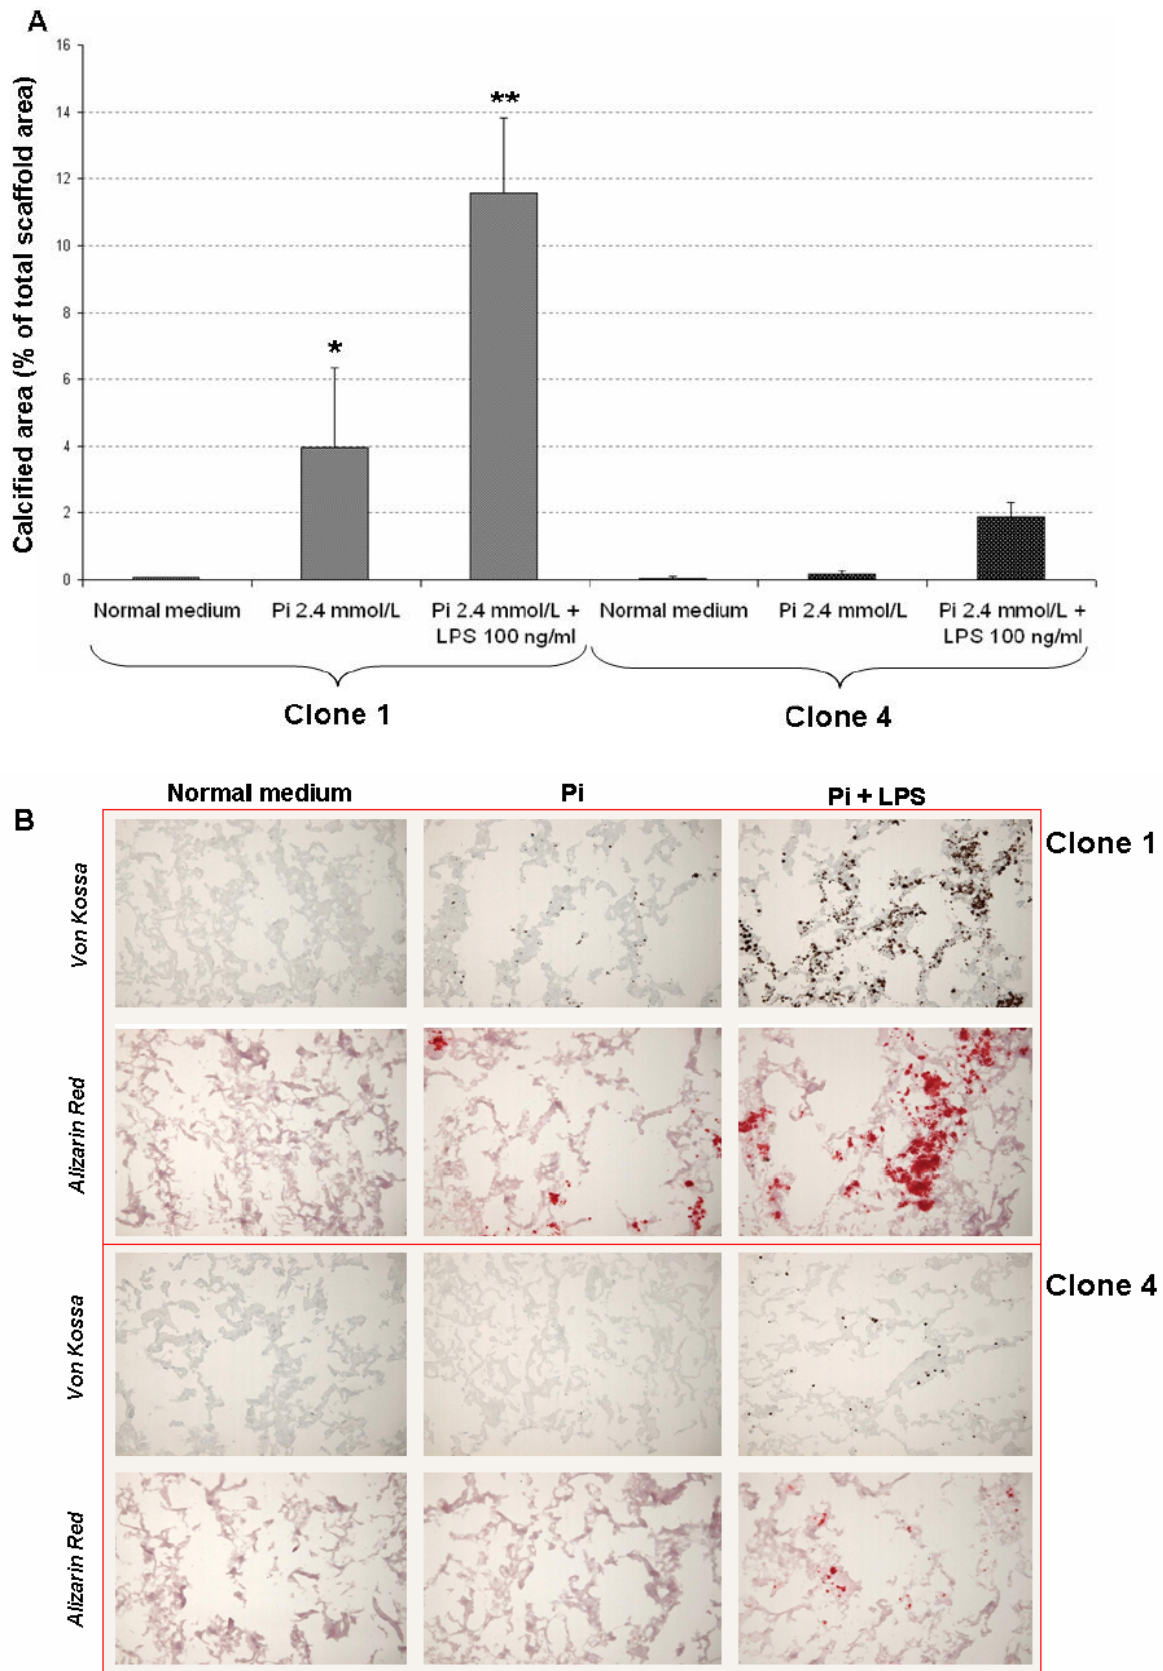 A
Calcified area (% of total scaffold area)
16
14
12
10
8
6
4
2
0
*
**
Normal medium
Pi 2.4 mmol/L
Pi 2.4 mmol/L +
LPS 100 ng/ml
Normal medium
Pi 2.4 mmol/L
Pi 2.4 mmol/L +
LPS 100 ng/ml
Clone 1
Clone 4
B
Normal medium
Pi
Pi + LPS
Von Kossa
Clone 1
Alizarin Red
Von Kossa
Clone 4
Alizarin Red